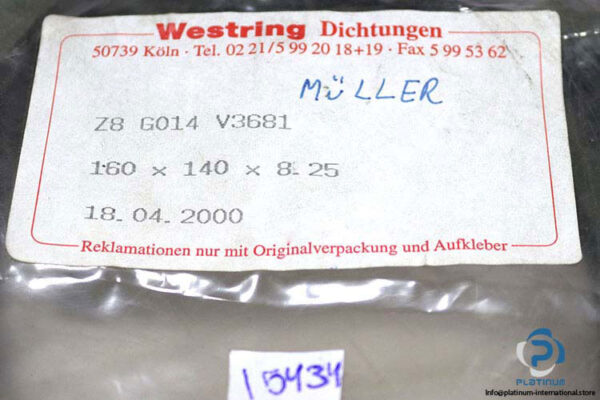 Westring Dichtungen
50739 Köln · Tel. 02 21/5 99 20 18+19 · Fax 5 99 53 62
MÜLLER
Z8 G014 V3681
160 x 140 x 8.25
18.04.2000
Reklamationen nur mit Originalverpackung und Aufkleber
15434
PLATINUM
Info@platinum-international.store